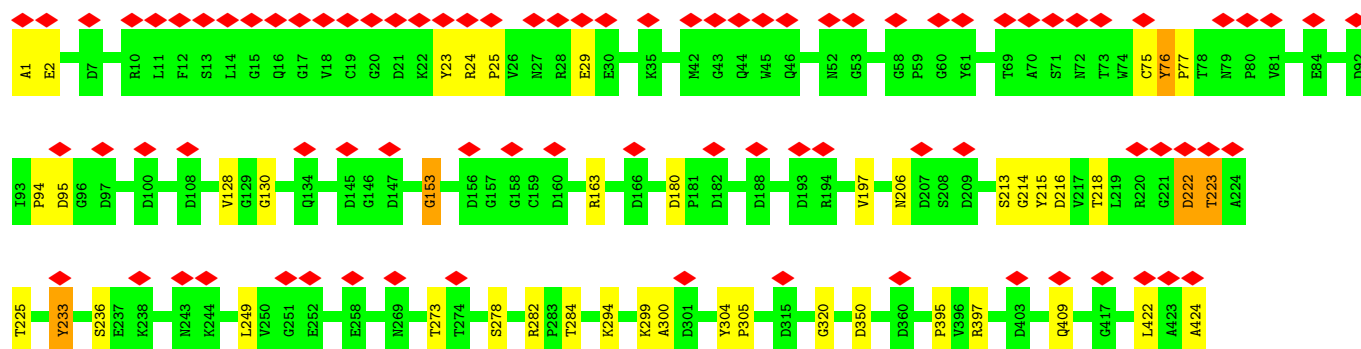 A1 E2 D7 R10 L11 F12 S13 L14 G15 Q16 G17 V18 C19 G20 D21 K22 Y23 R24 P25 V26 N27 R28 E29 E30 K35 M42 G43 Q44 W45 Q46 N52 G53 G58 P59 G60 Y61 T69 A70 S71 N72 T73 W74 C75 Y76 P77 T78 N79 P80 V81 E84 D92
I93 P94 D95 G96 D97 D100 D108 V128 G129 G130 Q134 D145 G146 D147 G153 D156 G157 G158 C159 D160 R163 D166 D180 P181 D182 D188 D193 R194 V197 N206 D207 S208 D209 S213 G214 Y215 D216 V217 T218 L219 R220 G221 D222 T223 A224
T225 Y233 S236 E237 K238 N243 K244 L249 V250 G251 E252 E258 N269 T273 T274 S278 R282 P283 T284 K294 K299 A300 D301 Y304 P305 D315 G320 D350 D360 P395 V396 R397 D403 Q409 G417 L422 A423 A424